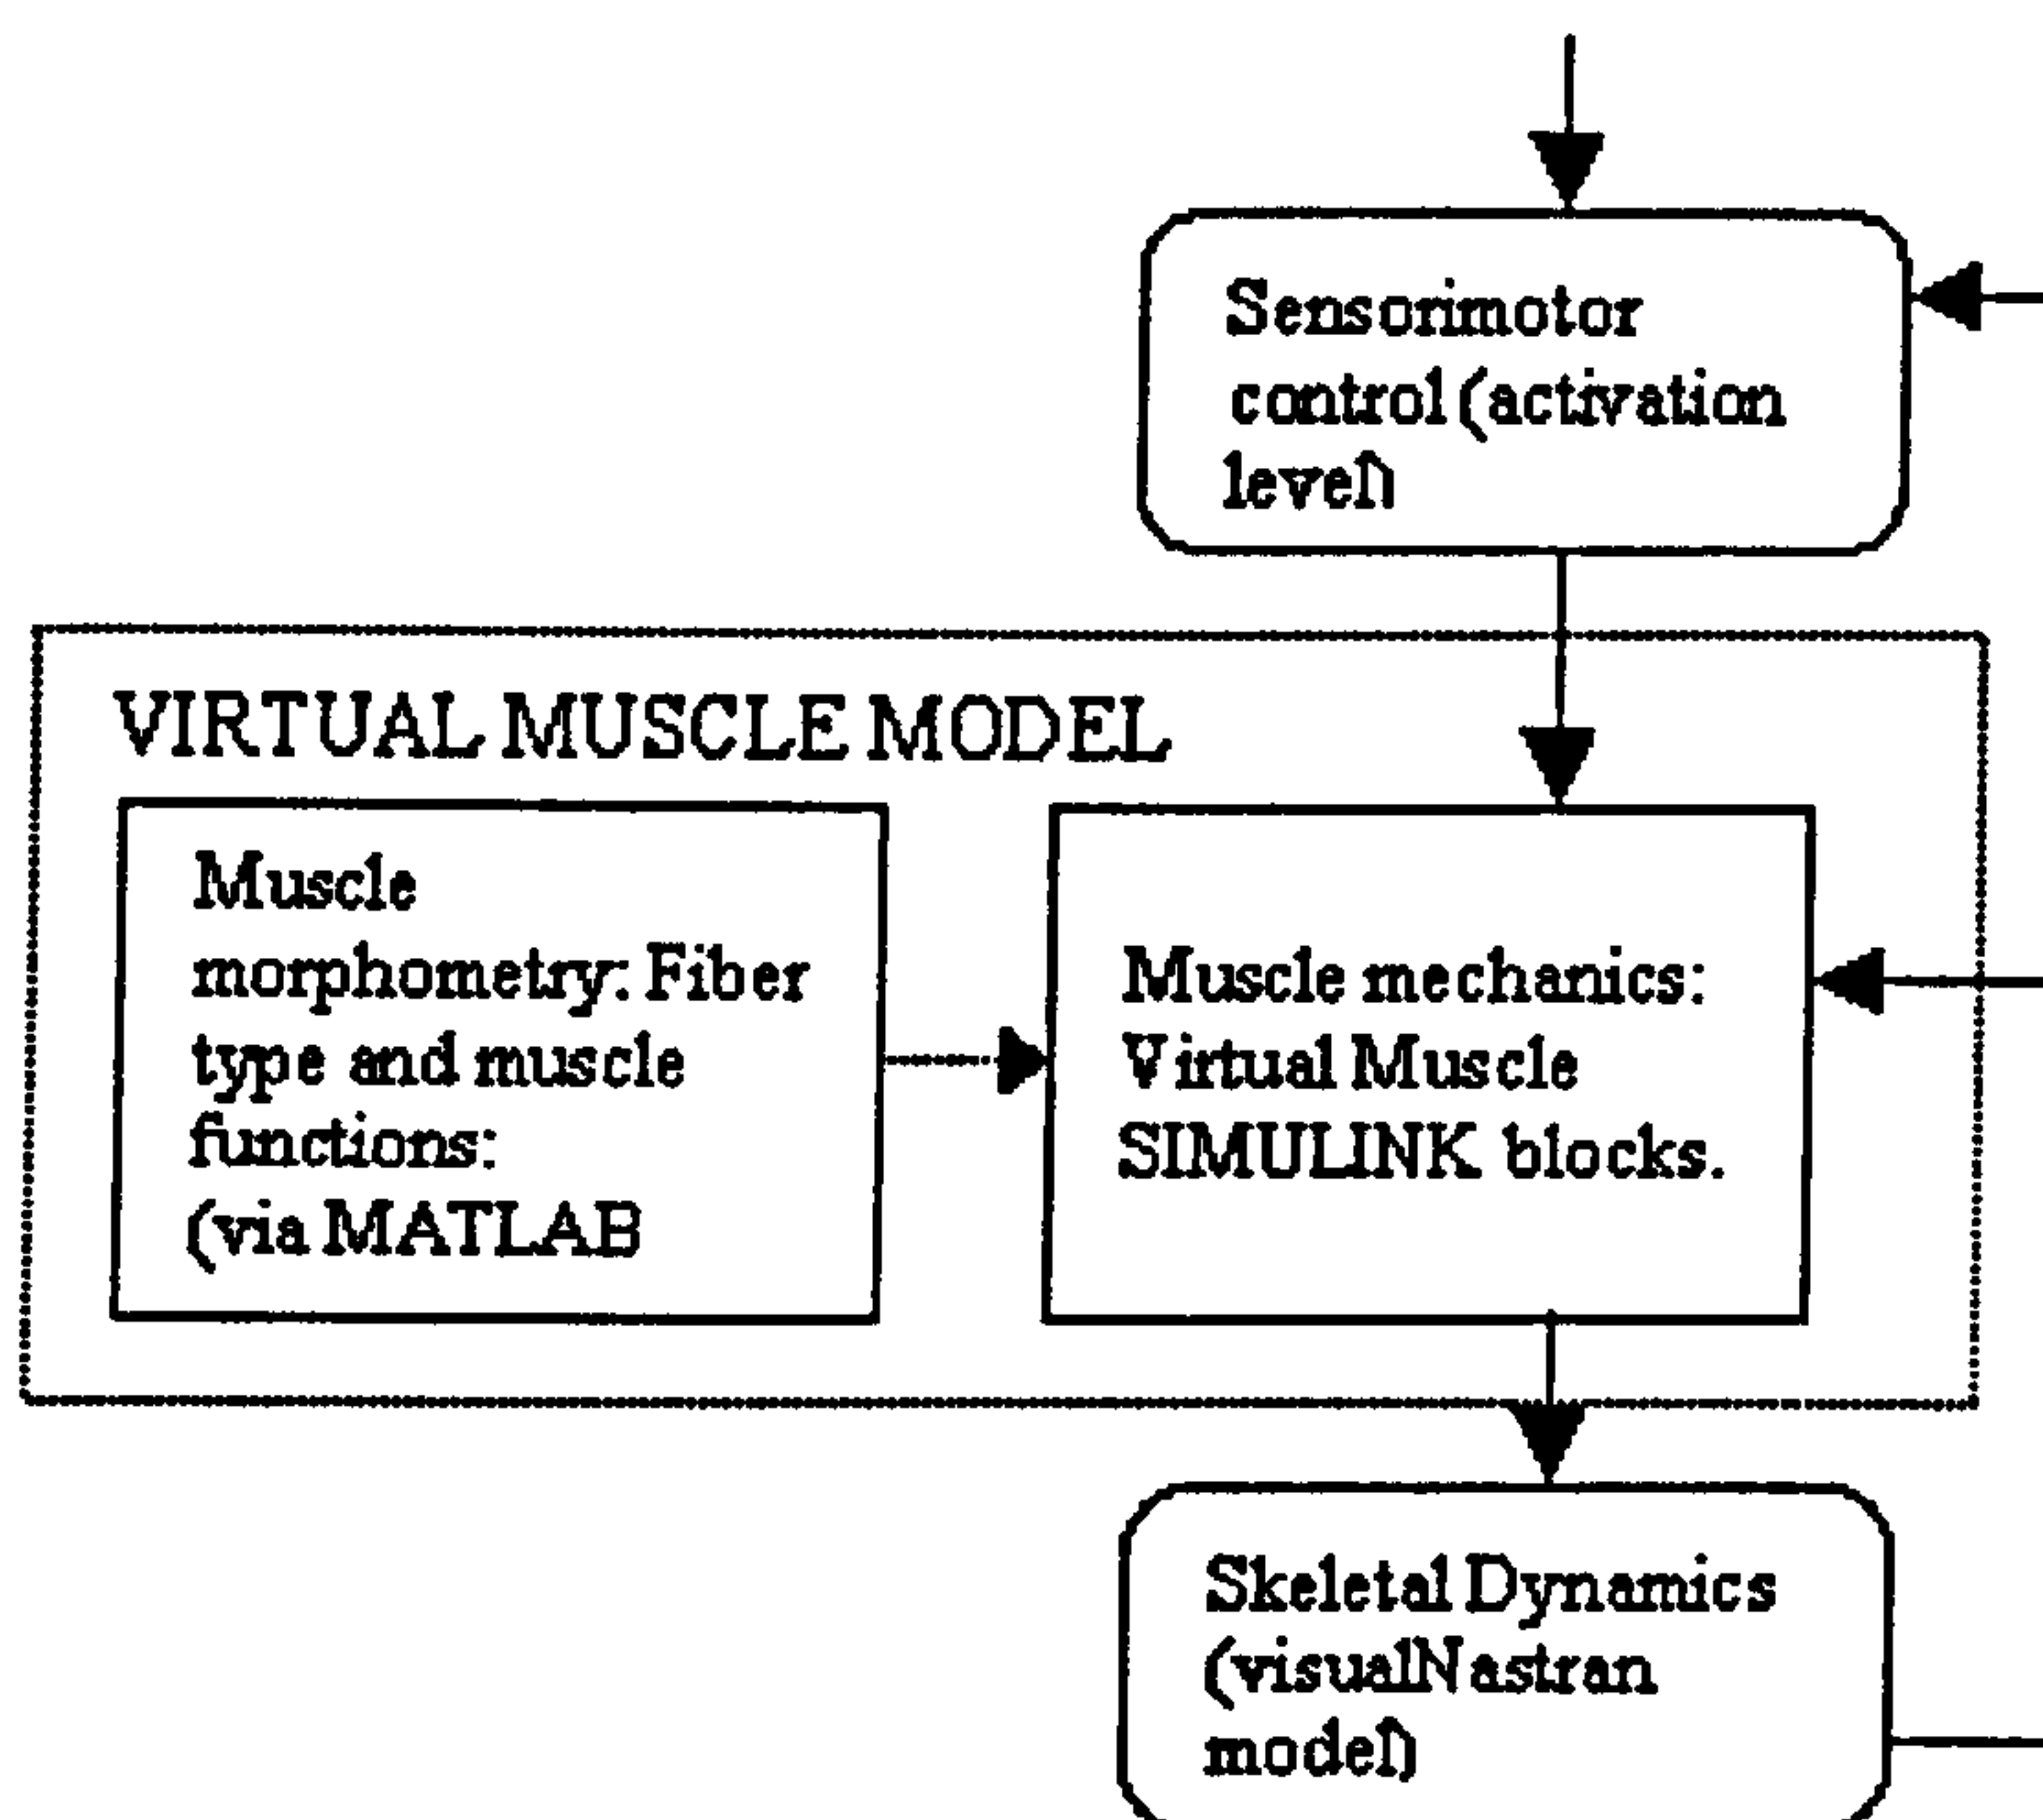 Sensorimotor
control (activation
level)
VIRTUAL MUSCLE MODEL
Muscle
morphometry: Fiber
type and muscle
functions:
(via MATLAB
Muscle mechanics:
Virtual Muscle
SIMULINK blocks.
Skeletal Dynamics
(visualNastran
model)